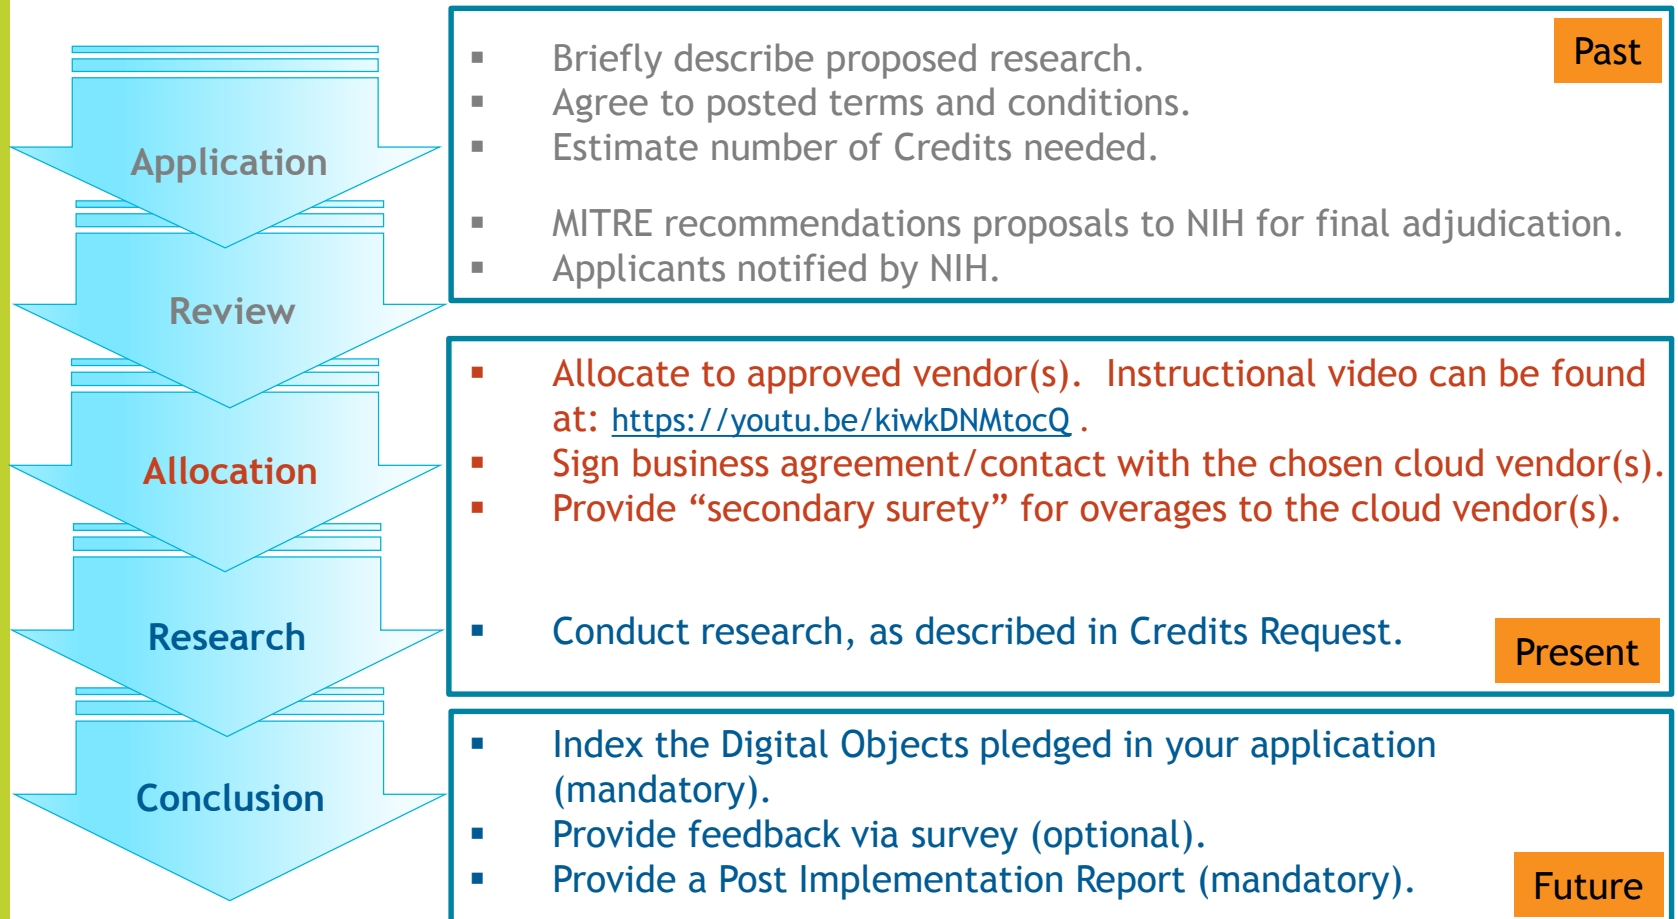 Past
Application
▪ Briefly describe proposed research.
▪ Agree to posted terms and conditions.
▪ Estimate number of Credits needed.
Review
▪ MITRE recommendations proposals to NIH for final adjudication.
▪ Applicants notified by NIH.
Allocation
▪ Allocate to approved vendor(s).  Instructional video can be found
at: https://youtu.be/kiwkDNMtocQ .
▪ Sign business agreement/contact with the chosen cloud vendor(s).
▪ Provide “secondary surety” for overages to the cloud vendor(s).
Research
▪ Conduct research, as described in Credits Request.
Present
Conclusion
▪ Index the Digital Objects pledged in your application
(mandatory).
▪ Provide feedback via survey (optional).
▪ Provide a Post Implementation Report (mandatory).
Future